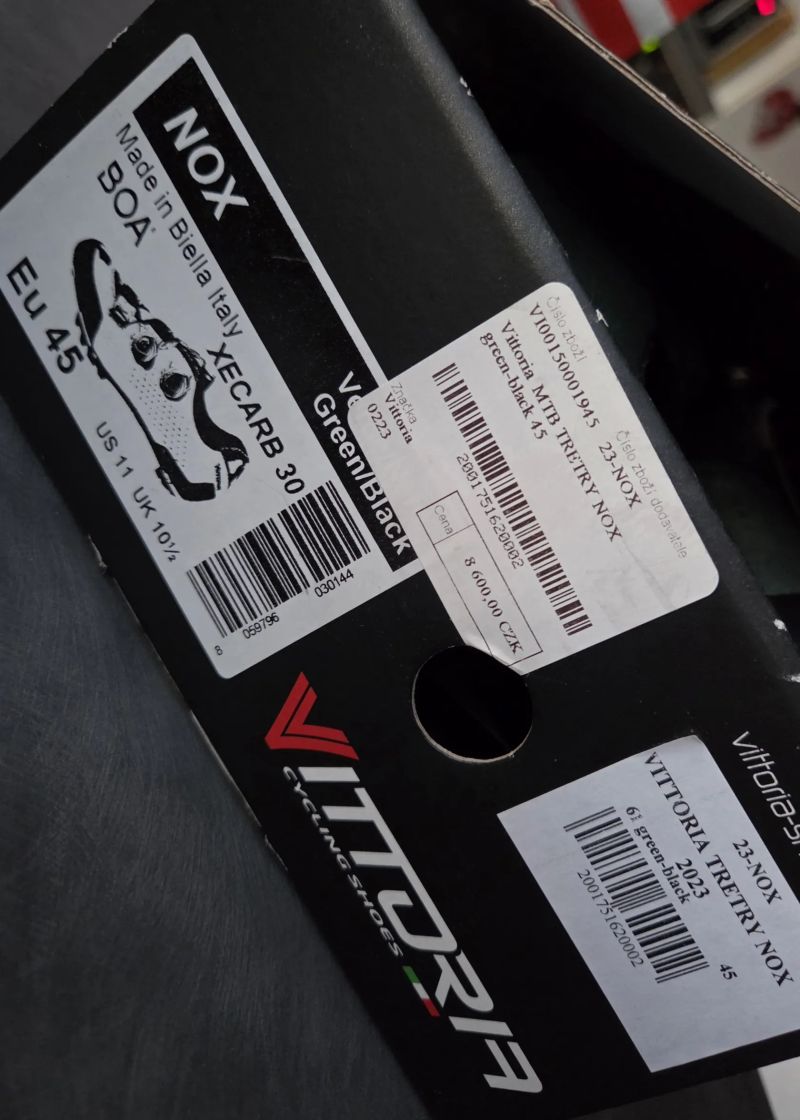 NOX
Made in Biella Italy
BOA
XECARB 30
Eu 45
US 11 UK 10½
Green/Black
8
059796
030144
Číslo zboží
Číslo zboží dodavatele
VI00150001945
23-NOX
Vittoria MTB TRETRY NOX
green-black 45
2001751620002
Značka
Vittoria
0223
Cena
8 600,00 CZK
VITTORIA
CYCLING SHOES
23-NOX
VITTORIA TRETRY NOX
2023
green-black
45
2001751620002